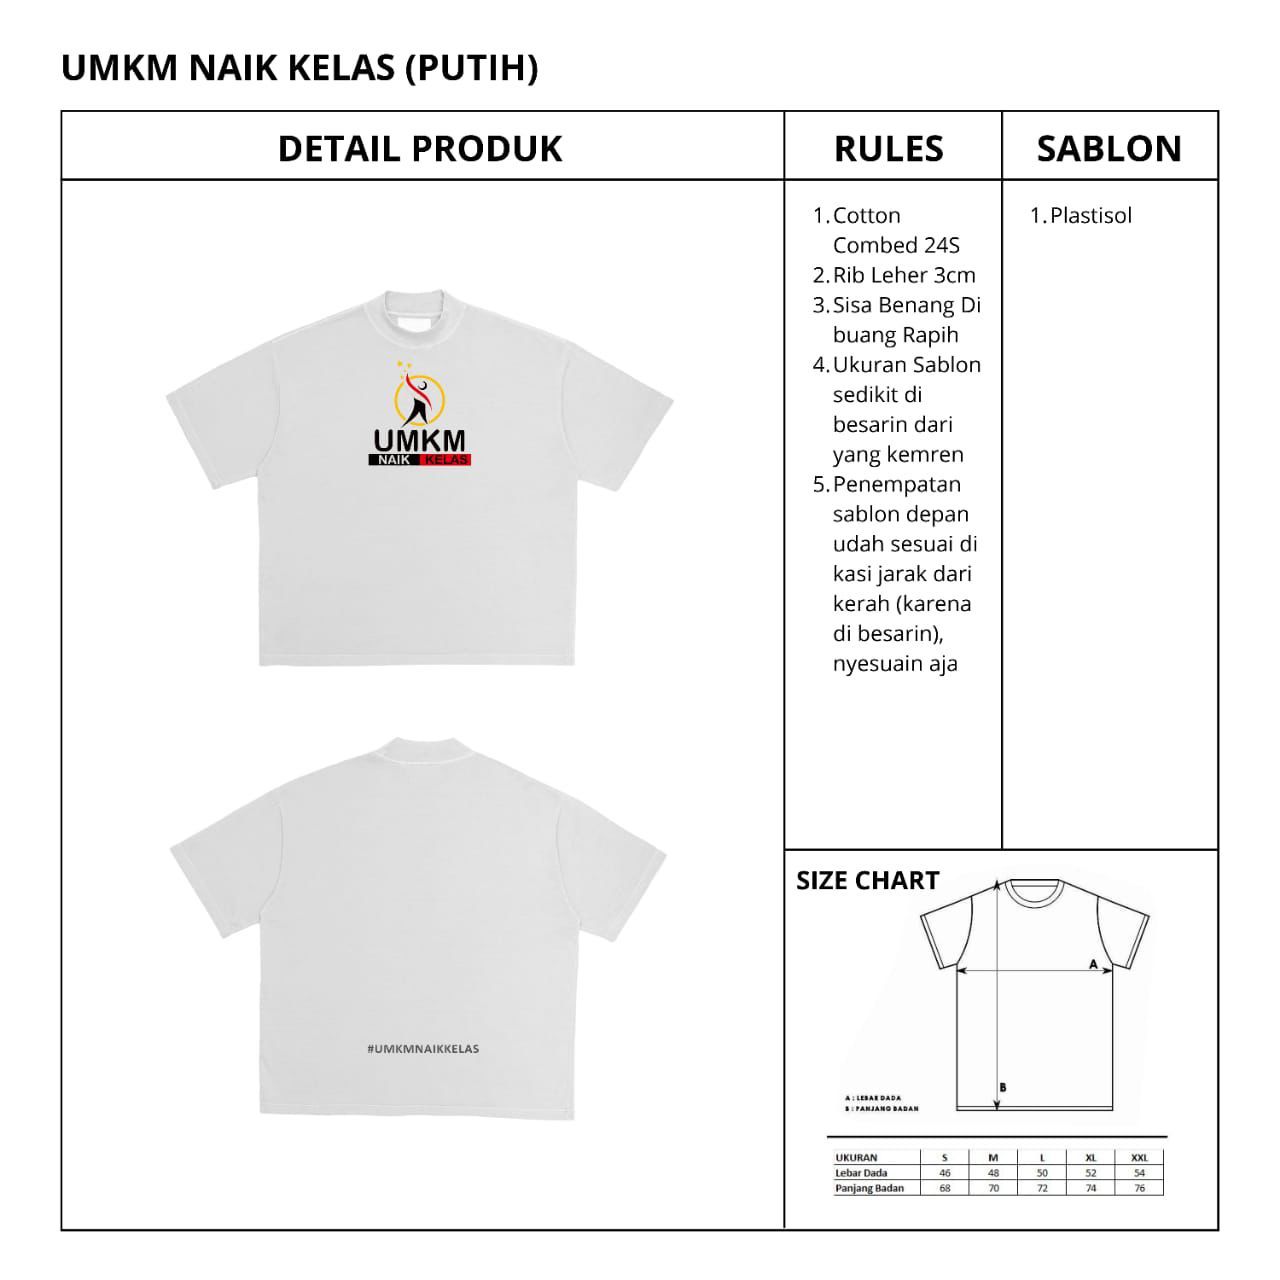 UMKM NAIK KELAS (PUTIH)
DETAIL PRODUK
RULES
SABLON
1. Cotton
Combed 24S
2. Rib Leher 3cm
3. Sisa Benang Di
buang Rapih
4. Ukuran Sablon
sedikit di
besarin dari
yang kemren
5. Penempatan
sablon depan
udah sesuai di
kasi jarak dari
kerah (karena
di besarin),
nyesuain aja
1. Plastisol
UMKM
NAIK KELAS
#UMKMNAIKKELAS
SIZE CHART
A
B
A : LEBAR DADA
B : PANJANG BADAN
UKURAN S M L XL XXL
Lebar Dada 46 48 50 52 54
Panjang Badan 68 70 72 74 76